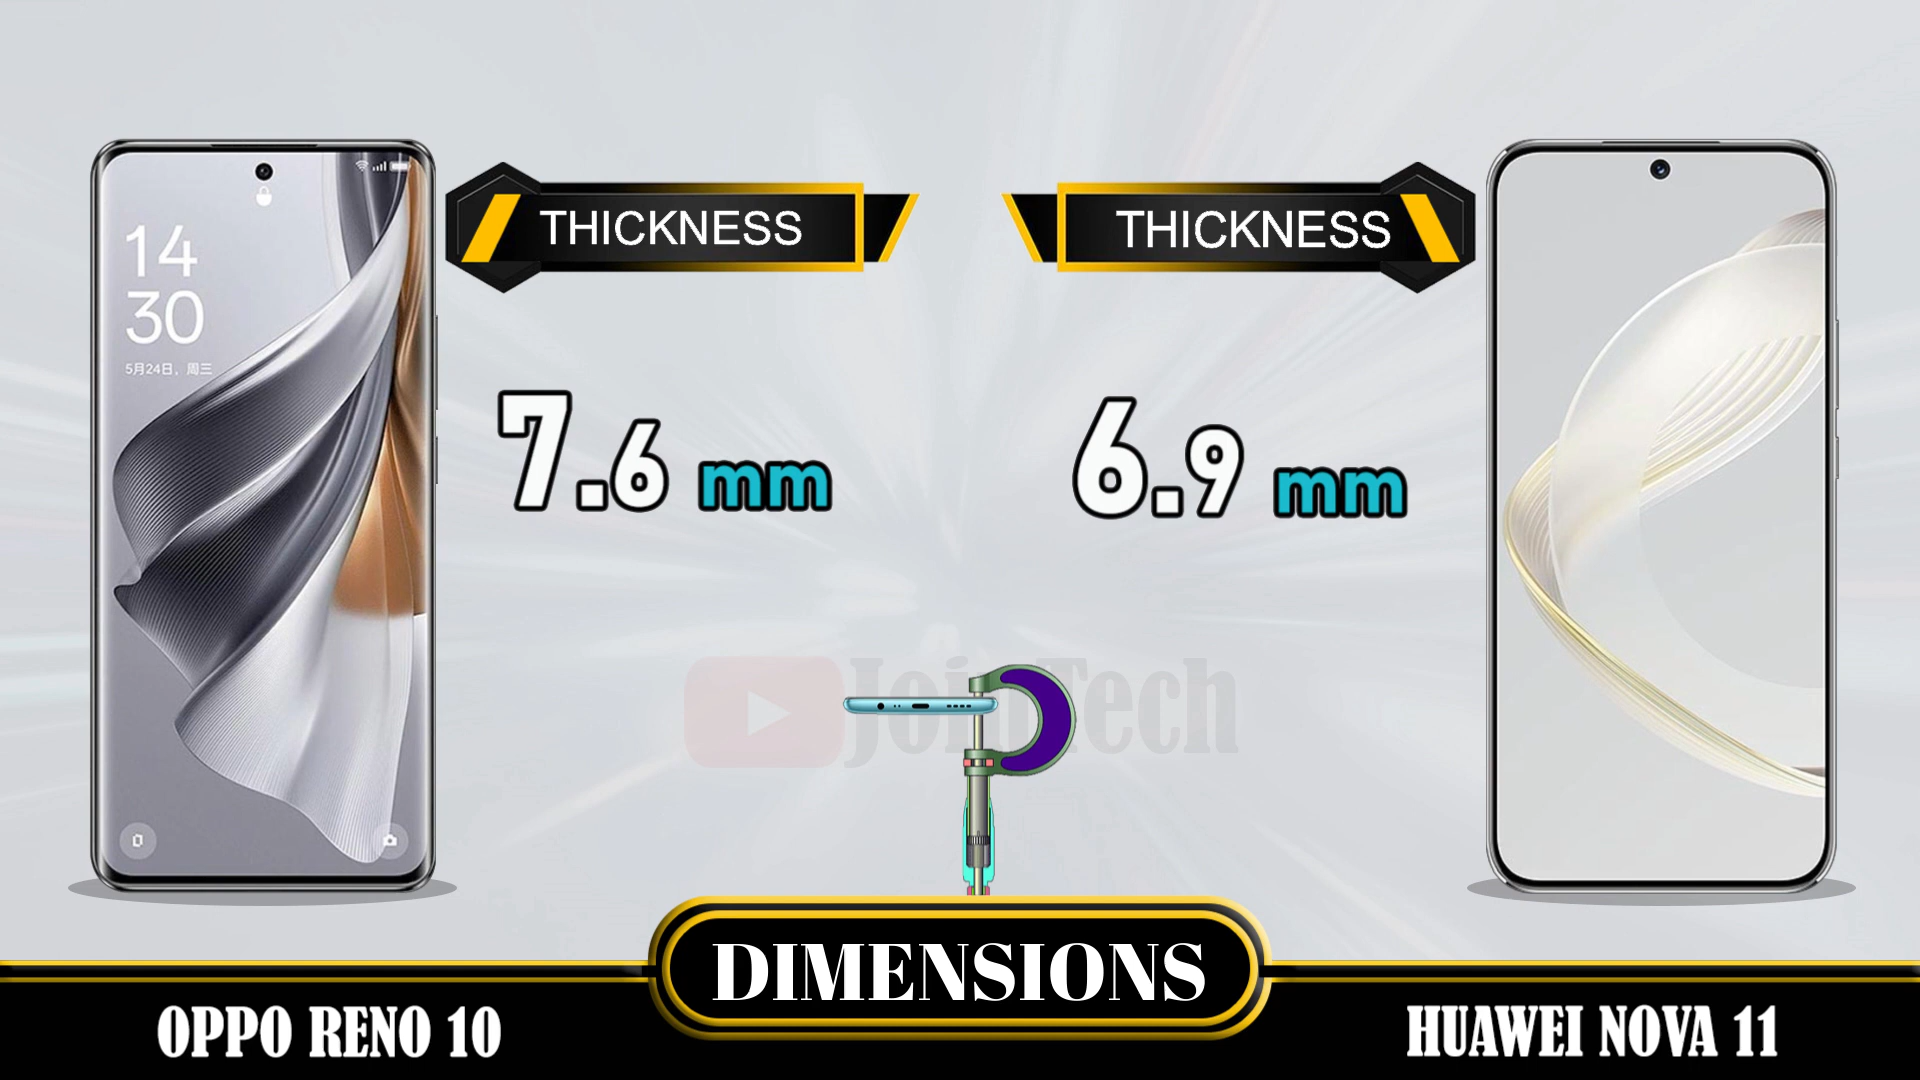 14
30
5月24日，周三
THICKNESS
7.6 mm
THICKNESS
6.9 mm
JoinTech
DIMENSIONS
OPPO RENO 10
HUAWEI NOVA 11